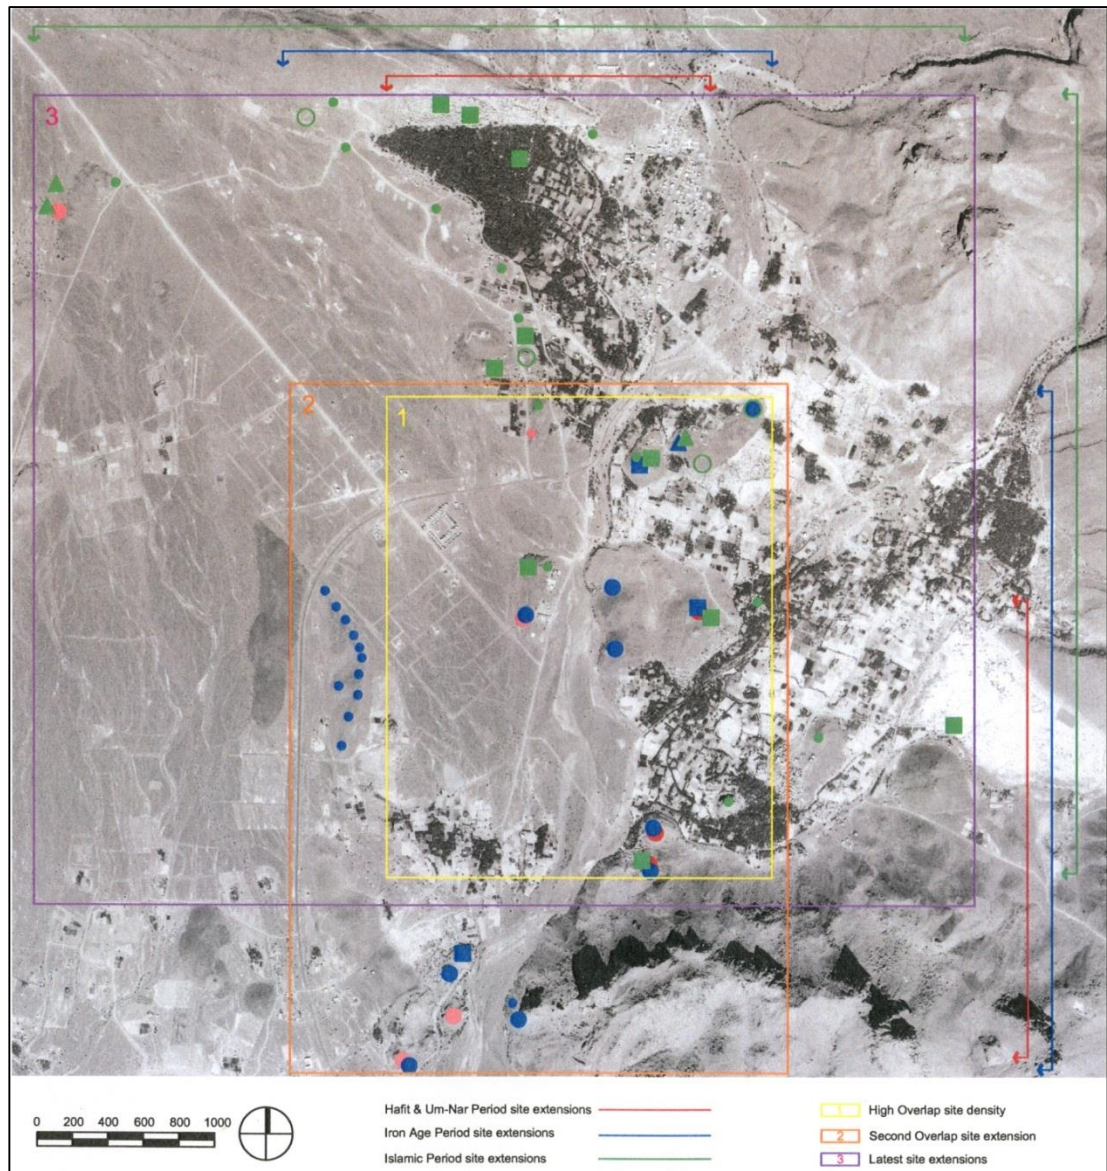 3
2
1
0 200 400 600 800 1000
Hafit & Um-Nar Period site extensions
Iron Age Period site extensions
Islamic Period site extensions
1 High Overlap site density
2 Second Overlap site extension
3 Latest site extensions